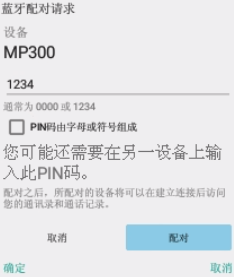 蓝牙配对请求
设备
MP300
1234
通常为 0000 或 1234
PIN码由字母或符号组成
您可能还需要在另一设备上输
入此PIN码。
配对之后，所配对的设备将可以在建立连接后访问
您的通讯录和通话记录。
取消 配对
确定 取消